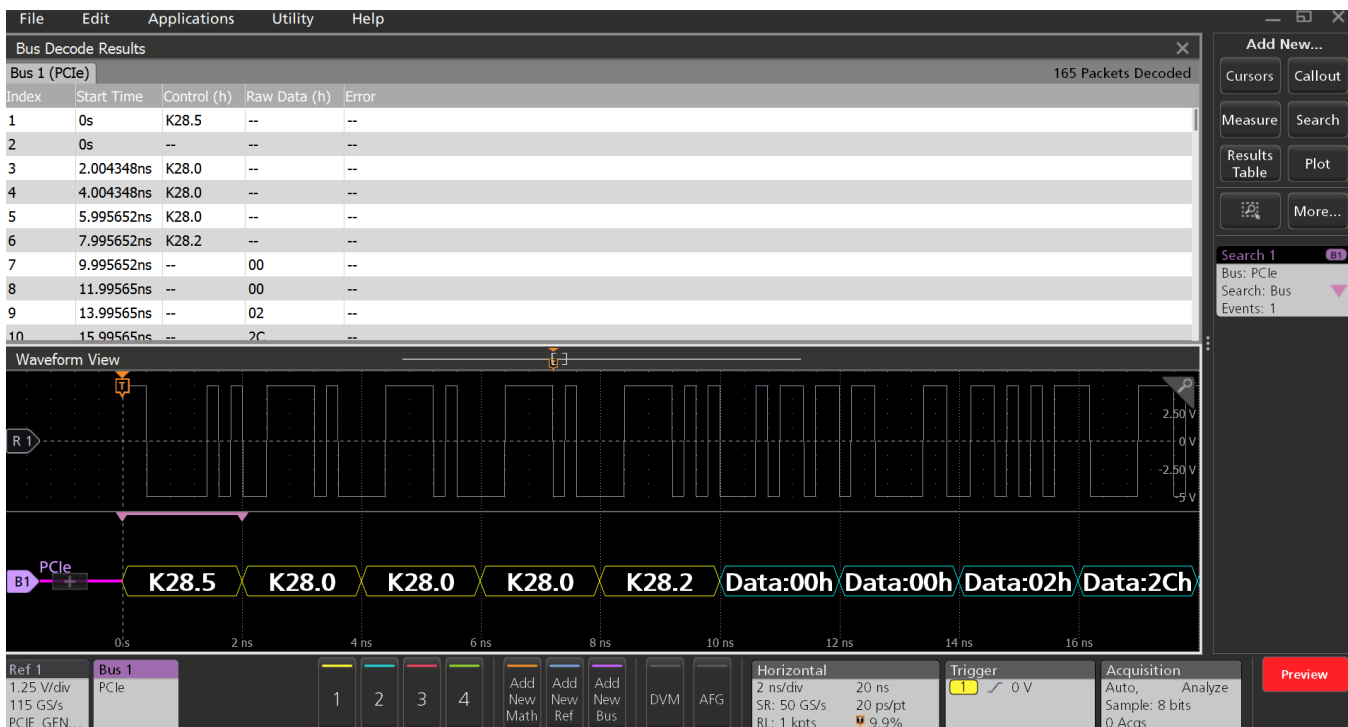 File Edit Applications Utility Help
Bus Decode Results
Bus 1 (PCIe) 165 Packets Decoded
Index Start Time Control (h) Raw Data (h) Error
1 0s K28.5 -- --
2 0s -- -- --
3 2.004348ns K28.0 -- --
4 4.004348ns K28.0 -- --
5 5.995652ns K28.0 -- --
6 7.995652ns K28.2 -- --
7 9.995652ns -- 00 --
8 11.99565ns -- 00 --
9 13.99565ns -- 02 --
10 15.99565ns -- 2C --
Waveform View
T
R 1
2.50 V
0 V
-2.50 V
-5 V
PCIe
B1 K28.5 K28.0 K28.0 K28.0 K28.2 Data:00h Data:00h Data:02h Data:2Ch
0s 2 ns 4 ns 6 ns 8 ns 10 ns 12 ns 14 ns 16 ns
Add New...
Cursors Callout
Measure Search
Results Table Plot
More...
Search 1 B1
Bus: PCIe
Search: Bus
Events: 1
Ref 1
1.25 V/div
115 GS/s
PCIE_GEN...
Bus 1
PCIe
1 2 3 4
Add New Math
Add New Ref
Add New Bus
DVM AFG
Horizontal
2 ns/div 20 ns
SR: 50 GS/s 20 ps/pt
RL: 1 kpts 9.9%
Trigger
1 0 V
Acquisition
Auto, Analyze
Sample: 8 bits
0 Acqs
Preview